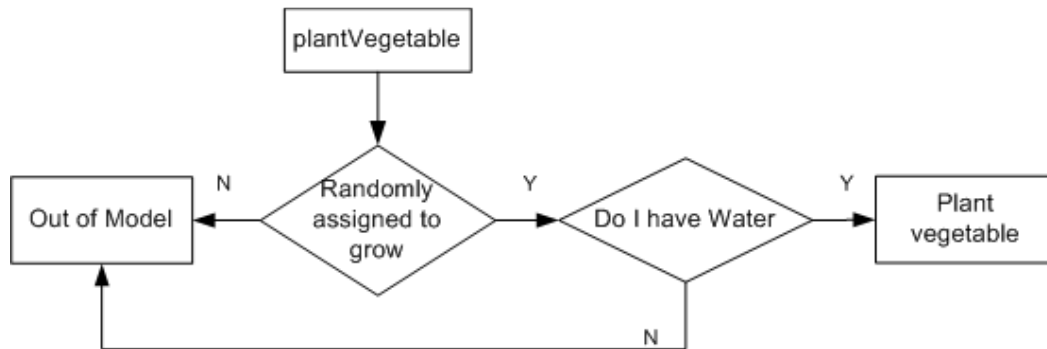 plantVegetable
N
Y
Y
Out of Model
Randomly
assigned to
grow
Do I have Water
Plant
vegetable
N